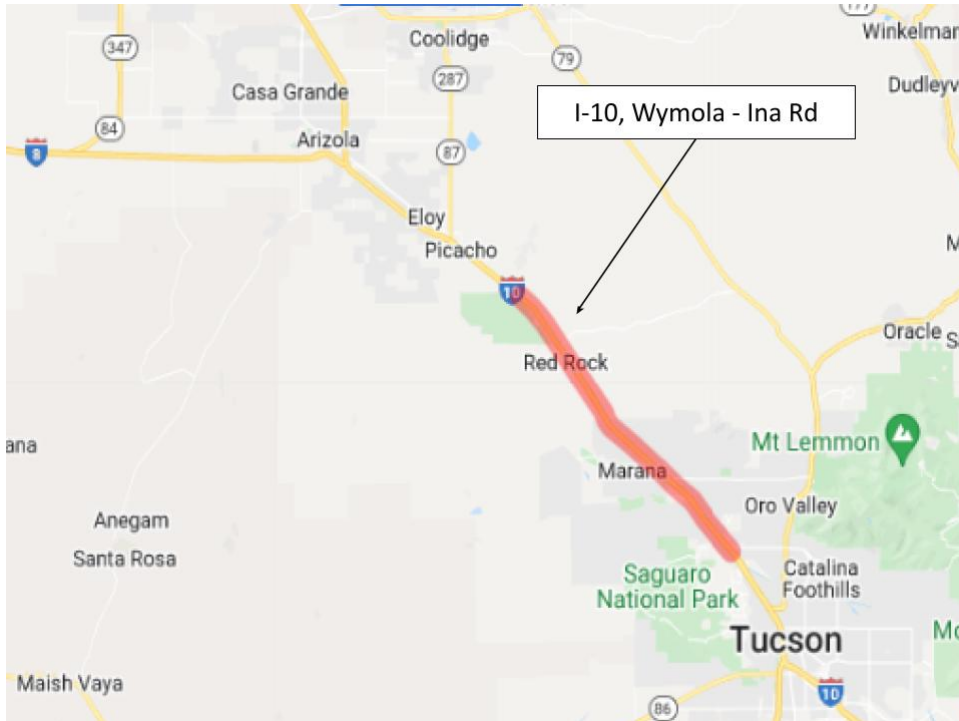 177
Winkelman
Coolidge
347
79
287
Dudleyv
Casa Grande
I-10, Wymola - Ina Rd
84
Arizola
8
87
Eloy
Picacho
10
Oracle
Red Rock
Mt Lemmon
ana
Marana
Oro Valley
Anegam
Santa Rosa
Catalina
Foothills
Saguaro
National Park
Tucson
Mo
Maish Vaya
10
86